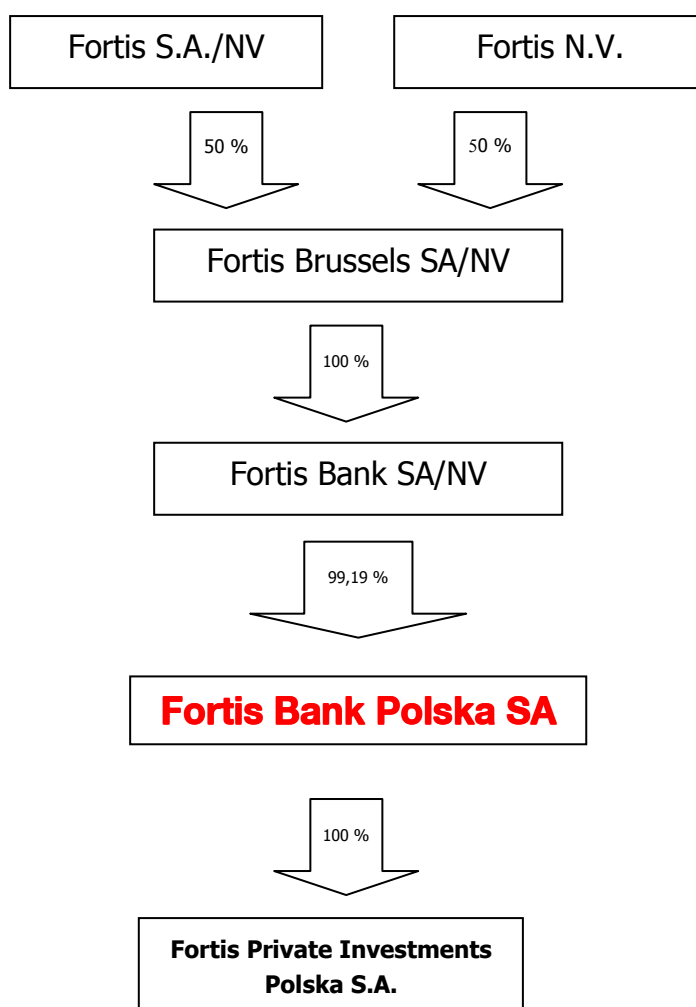 Fortis S.A./NV
Fortis N.V.
50 %
50 %
Fortis Brussels SA/NV
100 %
Fortis Bank SA/NV
99,19 %
Fortis Bank Polska SA
100 %
Fortis Private Investments
Polska S.A.